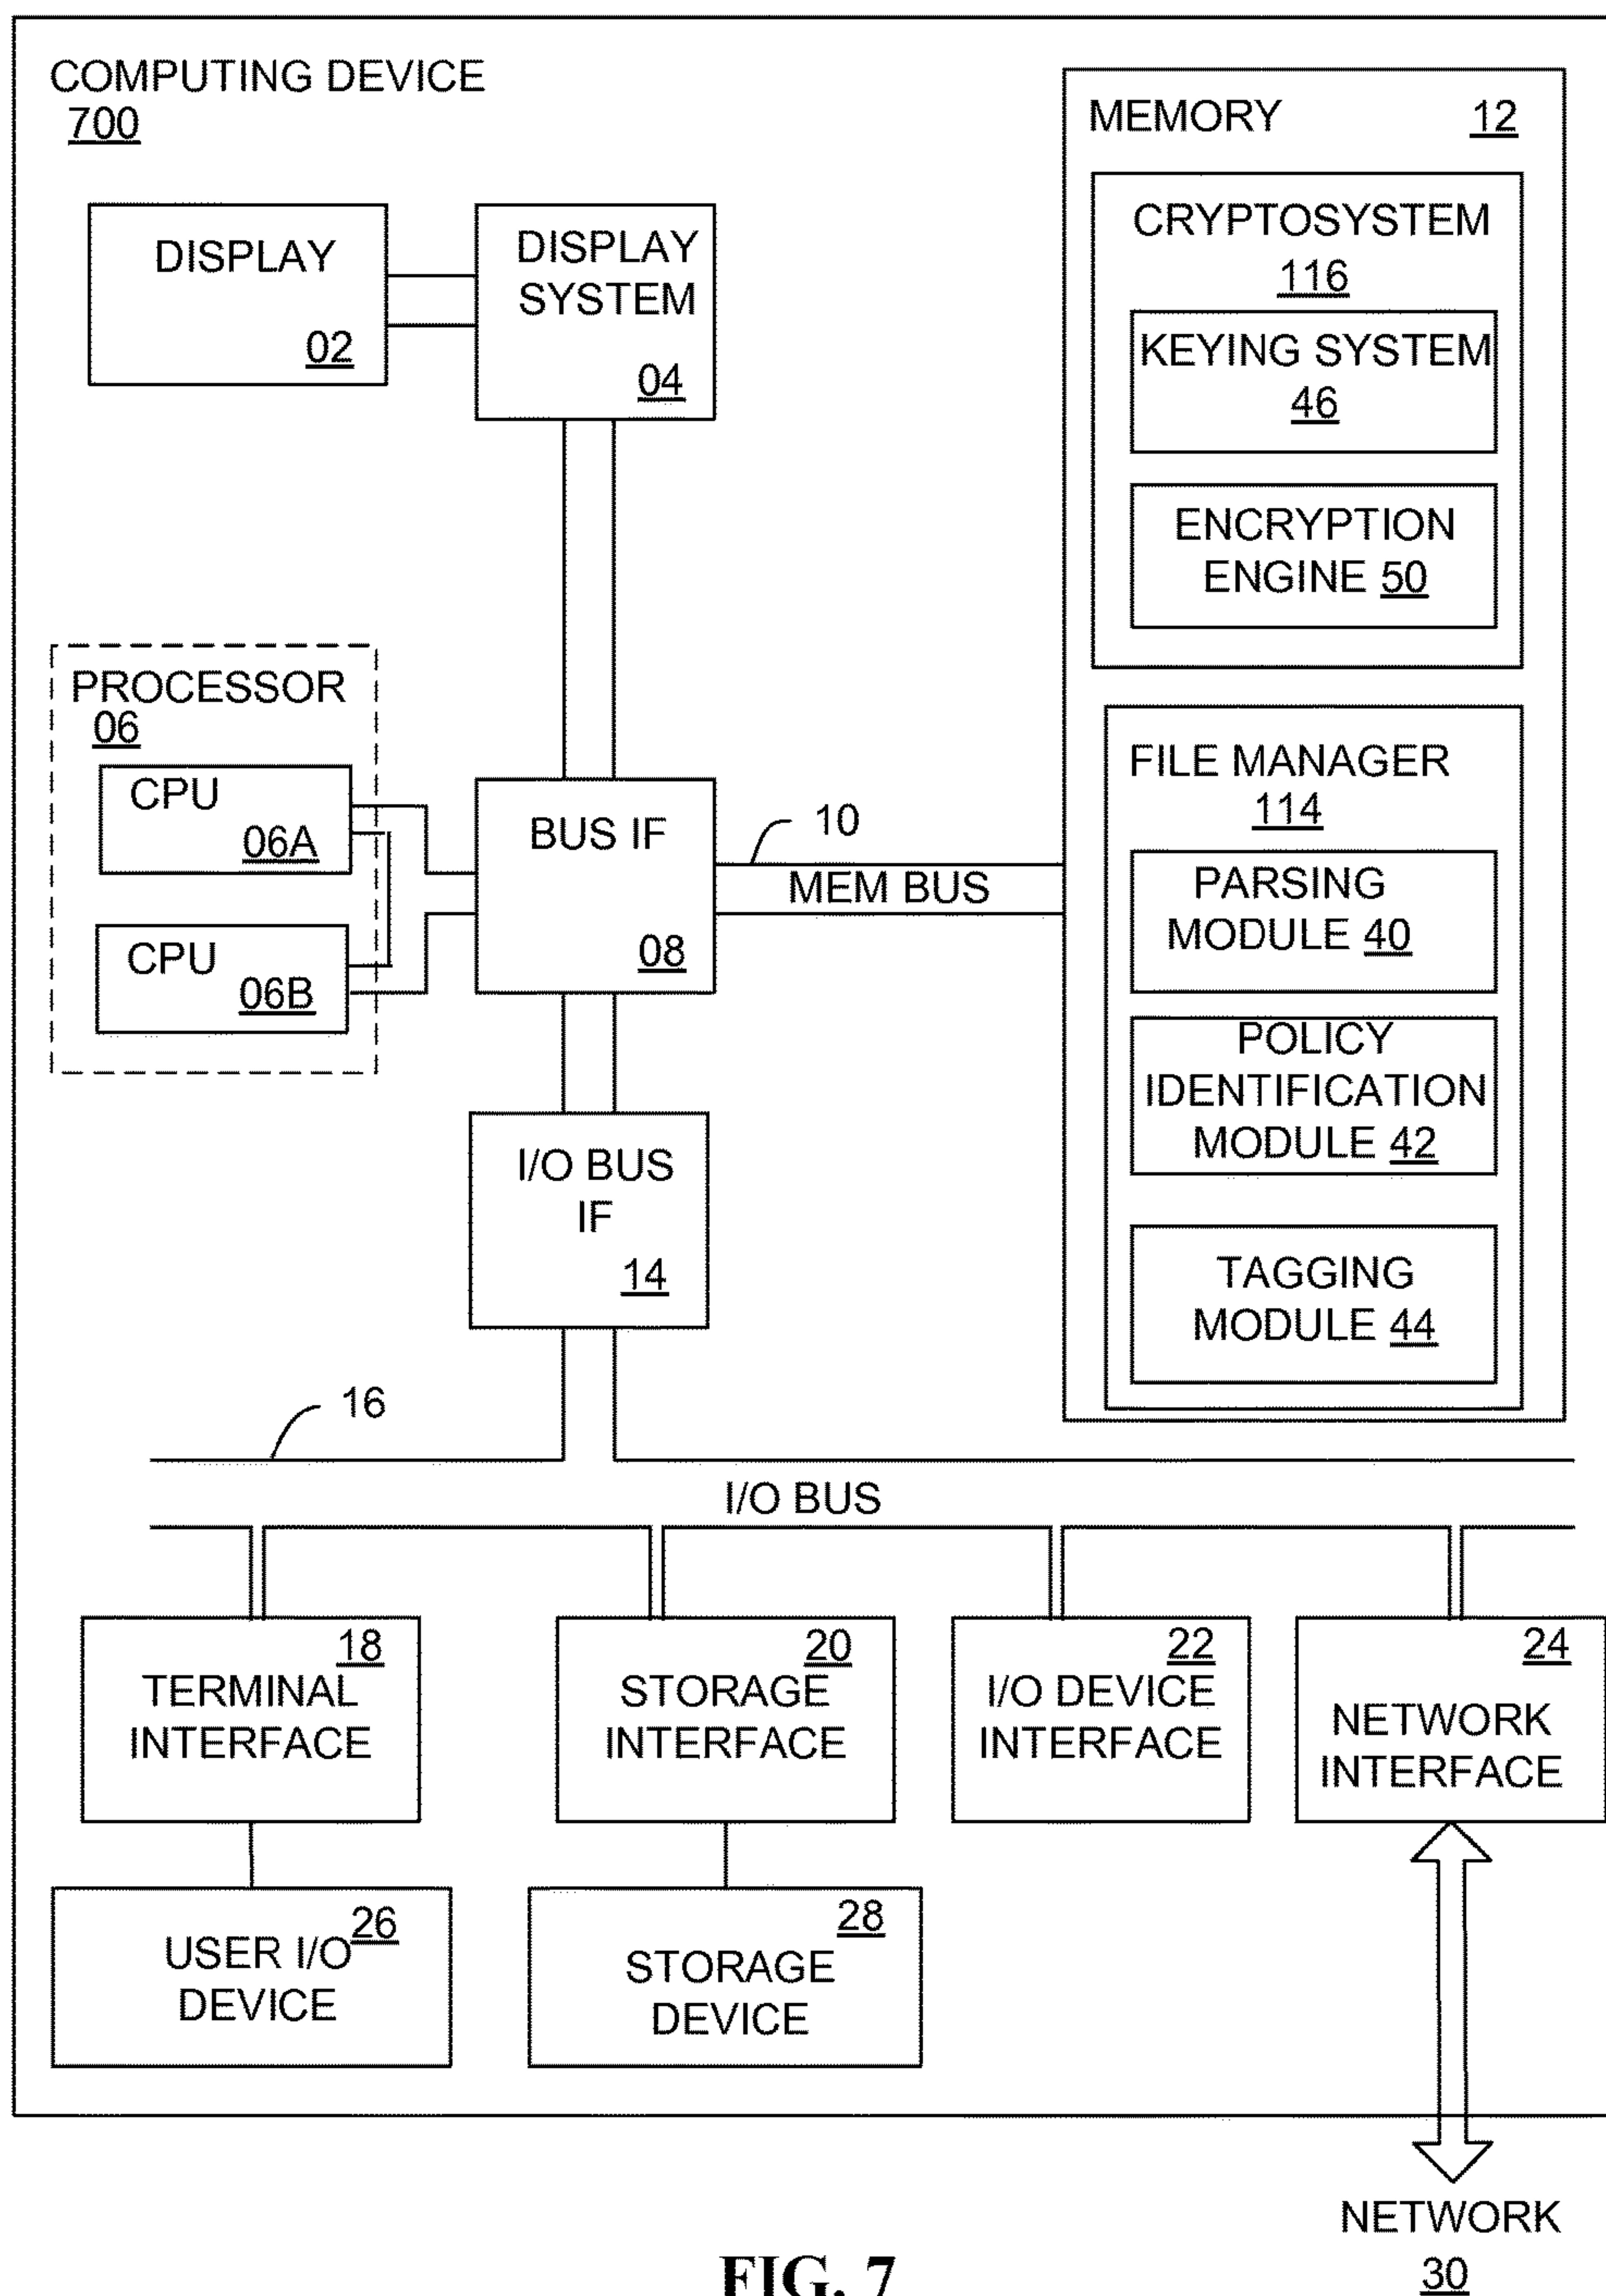 COMPUTING DEVICE
700
DISPLAY
02
DISPLAY
SYSTEM
04
MEMORY 12
CRYPTOSYSTEM
116
KEYING SYSTEM
46
ENCRYPTION
ENGINE 50
PROCESSOR
06
CPU
06A
CPU
06B
BUS IF
08
10
MEM BUS
FILE MANAGER
114
PARSING
MODULE 40
POLICY
IDENTIFICATION
MODULE 42
TAGGING
MODULE 44
I/O BUS
IF
14
16
I/O BUS
18
TERMINAL
INTERFACE
20
STORAGE
INTERFACE
22
I/O DEVICE
INTERFACE
24
NETWORK
INTERFACE
26
USER I/O
DEVICE
28
STORAGE
DEVICE
NETWORK
30
FIG. 7